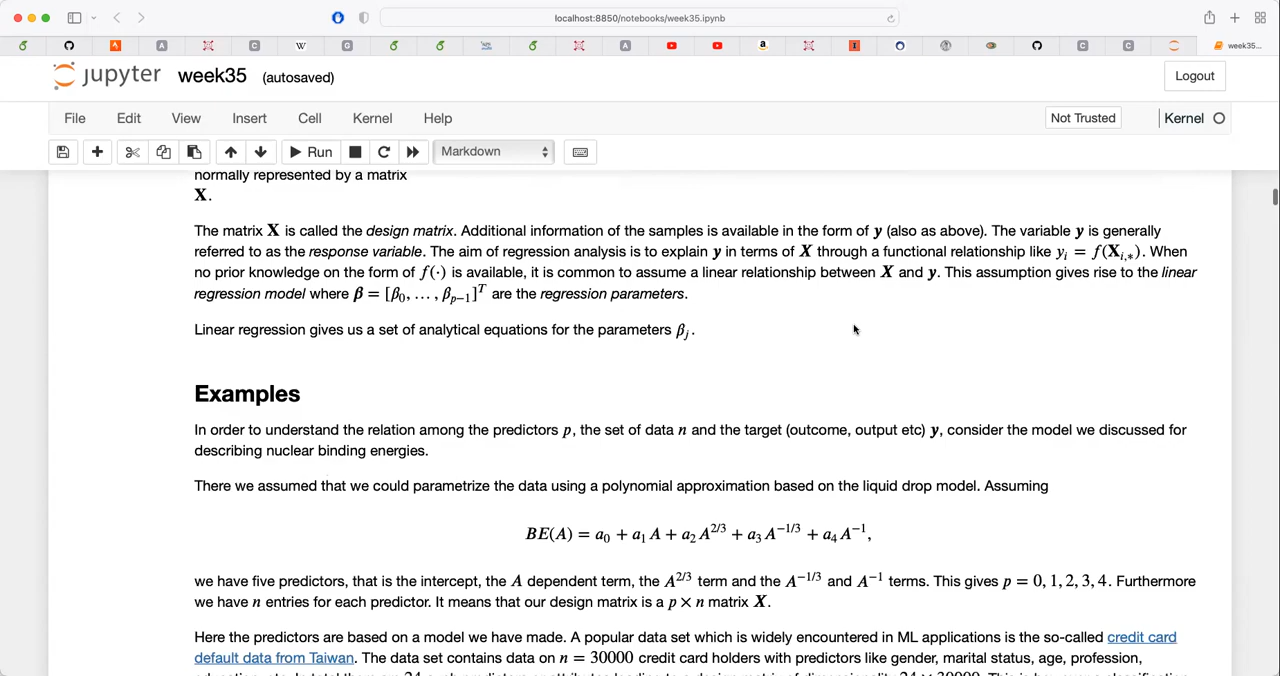 localhost:8850/notebooks/week35.ipynb
week35...
jupyter week35 (autosaved)
Logout
File Edit View Insert Cell Kernel Help
Not Trusted
Kernel
Run
Markdown
normally represented by a matrix
X.
The matrix X is called the design matrix. Additional information of the samples is available in the form of y (also as above). The variable y is generally
referred to as the response variable. The aim of regression analysis is to explain y in terms of X through a functional relationship like yᵢ = f(Xᵢ,∗). When
no prior knowledge on the form of f(·) is available, it is common to assume a linear relationship between X and y. This assumption gives rise to the linear
regression model where β = [β₀, … , βₚ₋₁]ᵀ are the regression parameters.
Linear regression gives us a set of analytical equations for the parameters βⱼ.
Examples
In order to understand the relation among the predictors p, the set of data n and the target (outcome, output etc) y, consider the model we discussed for
describing nuclear binding energies.
There we assumed that we could parametrize the data using a polynomial approximation based on the liquid drop model. Assuming
BE(A) = a₀ + a₁A + a₂A^{2/3} + a₃A^{−1/3} + a₄A^{−1},
we have five predictors, that is the intercept, the A dependent term, the A^{2/3} term and the A^{−1/3} and A^{−1} terms. This gives p = 0, 1, 2, 3, 4. Furthermore
we have n entries for each predictor. It means that our design matrix is a p × n matrix X.
Here the predictors are based on a model we have made. A popular data set which is widely encountered in ML applications is the so-called credit card
default data from Taiwan. The data set contains data on n = 30000 credit card holders with predictors like gender, marital status, age, profession,